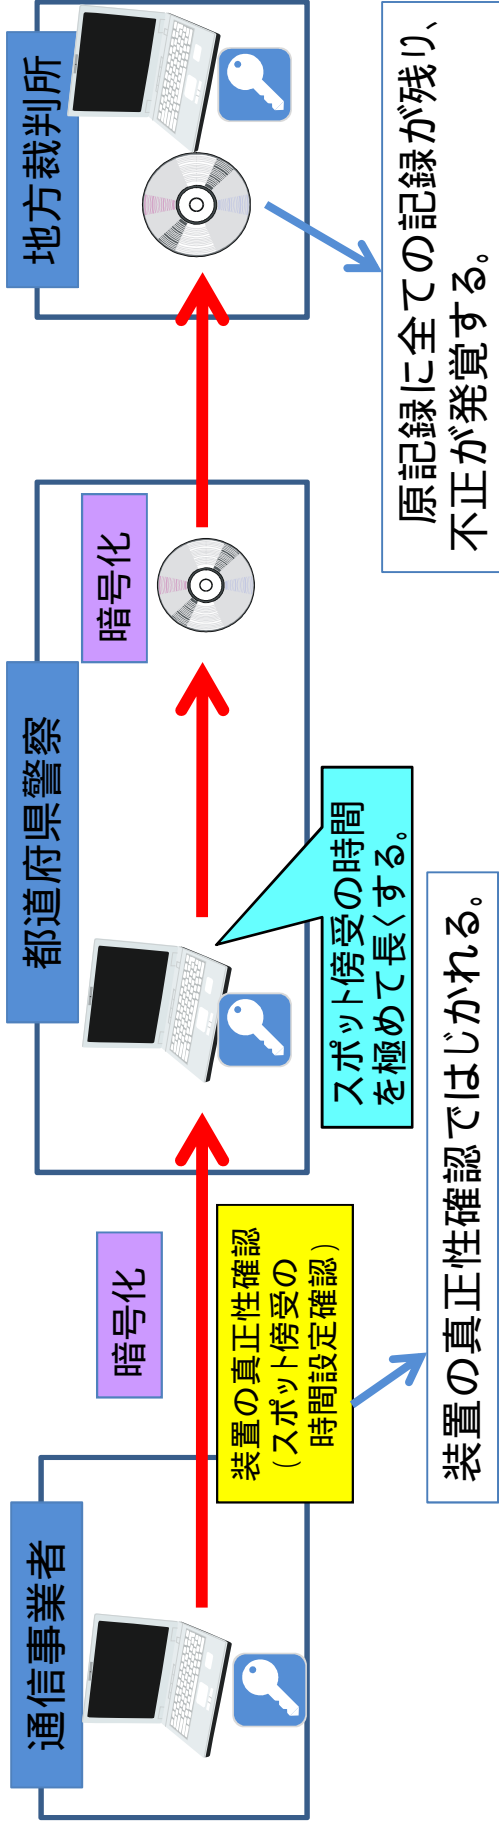 通信事業者
暗号化
装置の真正性確認
（スポット傍受の
時間設定確認）
装置の真正性確認ではじかれる。
都道府県警察
暗号化
スポット傍受の時間
を極めて長くする。
地方裁判所
原記録に全ての記録が残り、
不正が発覚する。